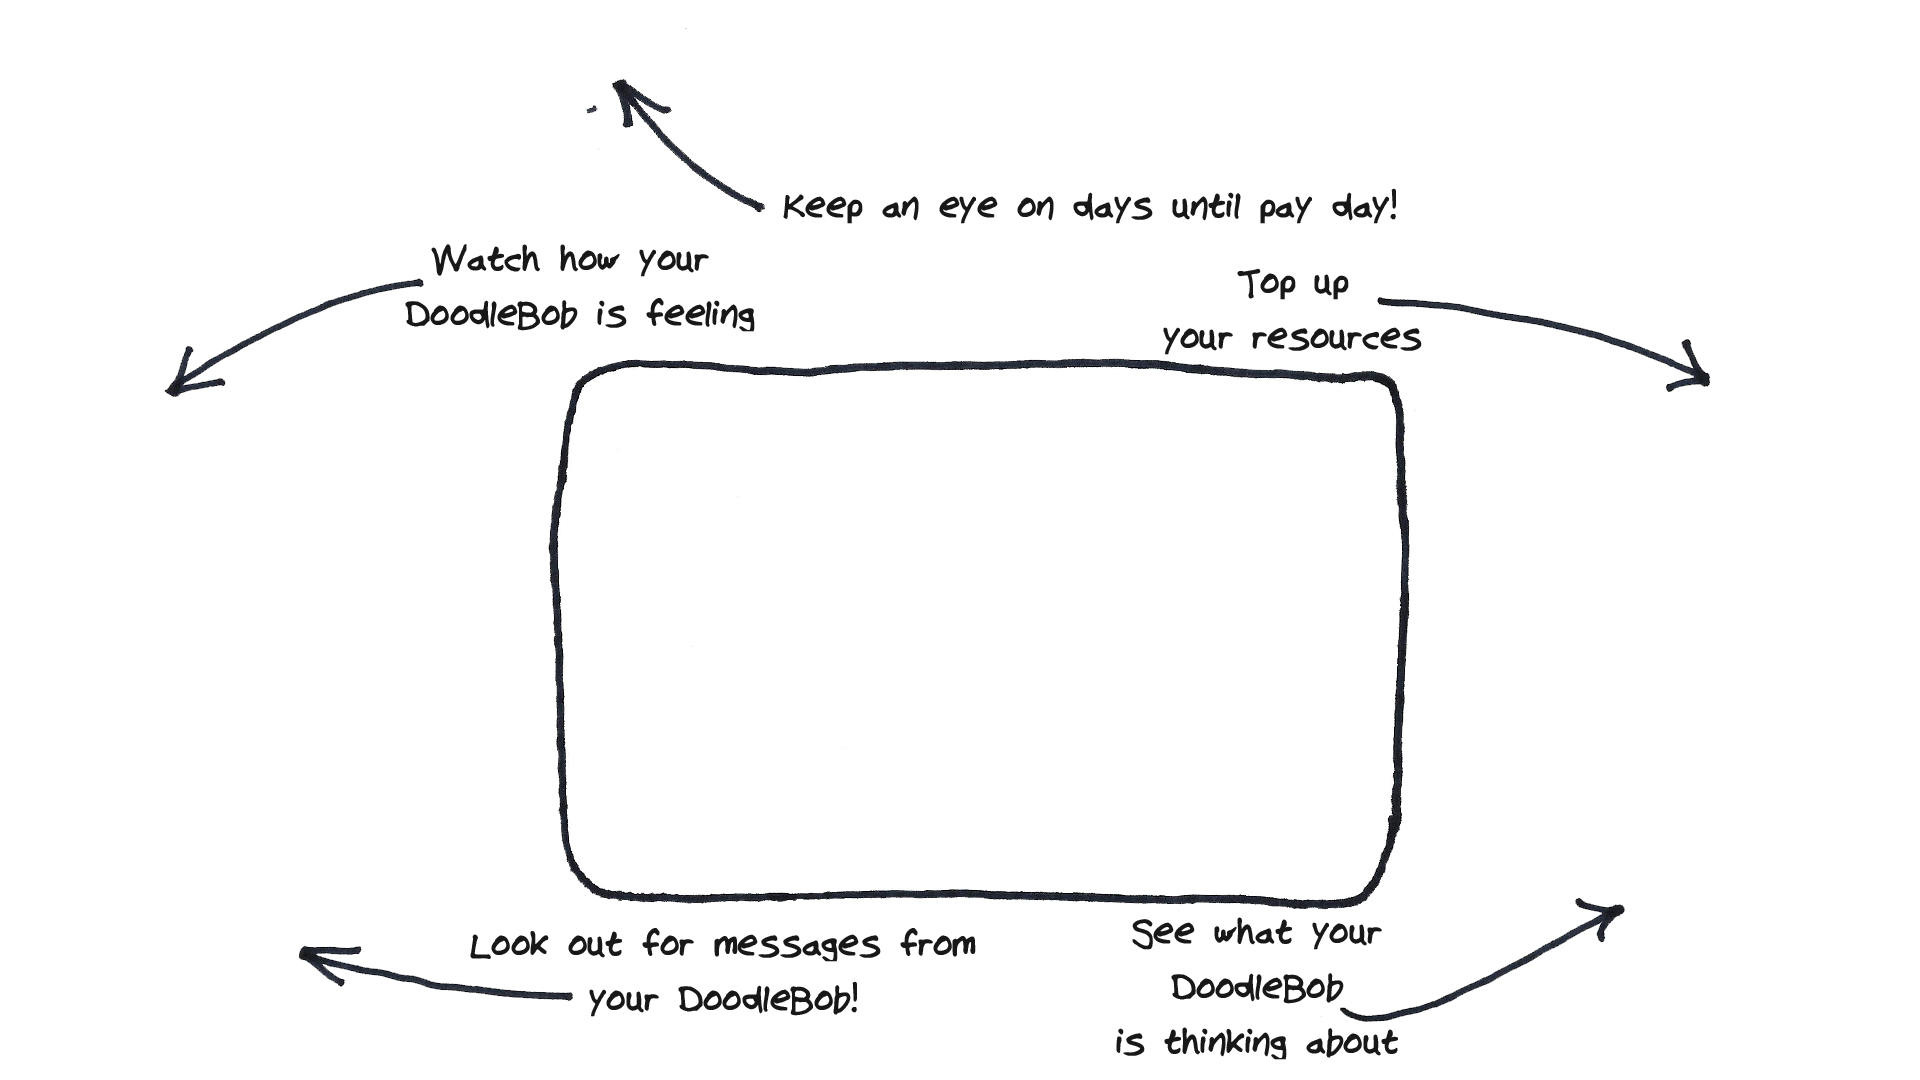 Keep an eye on days until pay day!
Watch how your
DoodleBob is feeling
Top up
your resources
Look out for messages from
your DoodleBob!
See what your
DoodleBob
is thinking about